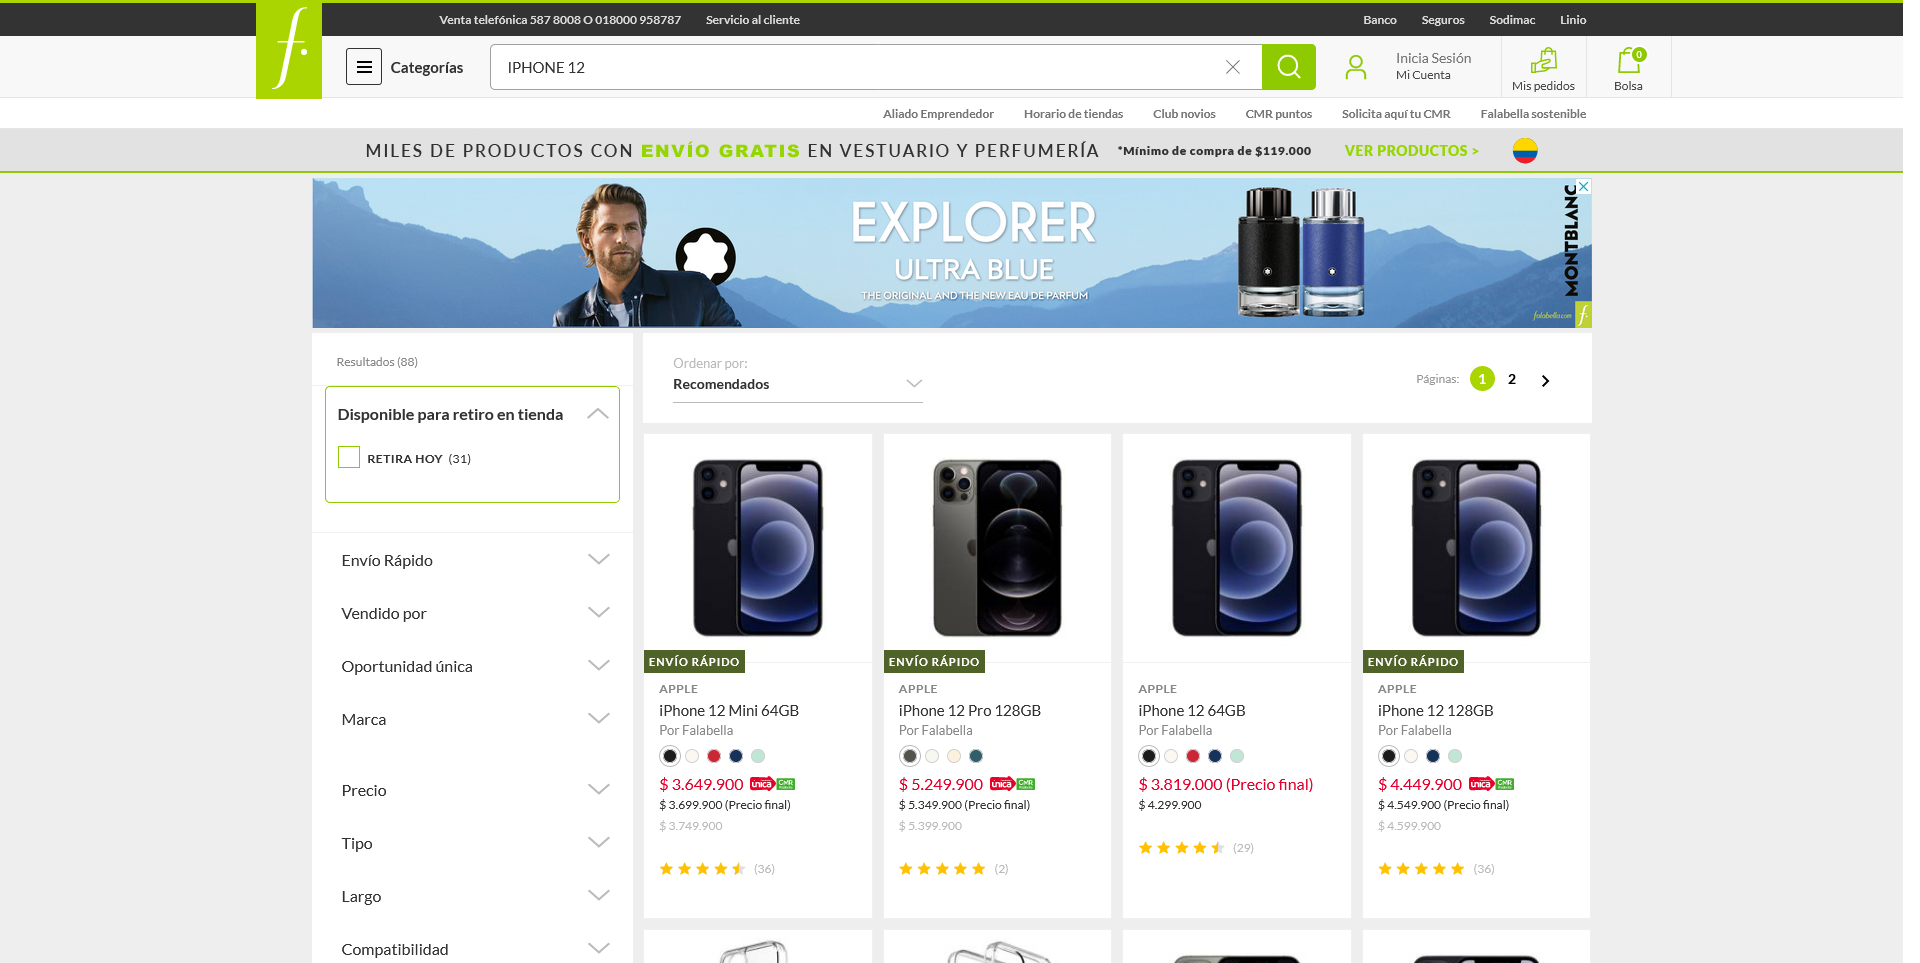 Venta telefónica 587 8008 O 018000 958787 Servicio al cliente Banco Seguros Sodimac Linio
f.
Categorías
IPHONE 12
Inicia Sesión
Mi Cuenta
Mis pedidos
0
Bolsa
Aliado Emprendedor Horario de tiendas Club novios CMR puntos Solicita aquí tu CMR Falabella sostenible
MILES DE PRODUCTOS CON ENVÍO GRATIS EN VESTUARIO Y PERFUMERÍA *Mínimo de compra de $119.000 VER PRODUCTOS >
EXPLORER
ULTRA BLUE
THE ORIGINAL AND THE NEW EAU DE PARFUM
MONTBLANC
falabella.com
f.
Resultados (88)
Disponible para retiro en tienda
RETIRA HOY (31)
Envío Rápido
Vendido por
Oportunidad única
Marca
Precio
Tipo
Largo
Compatibilidad
Ordenar por:
Recomendados
Páginas: 1 2
ENVÍO RÁPIDO
APPLE
iPhone 12 Mini 64GB
Por Falabella
$ 3.649.900 única CMR
$ 3.699.900 (Precio final)
$ 3.749.900
(36)
ENVÍO RÁPIDO
APPLE
iPhone 12 Pro 128GB
Por Falabella
$ 5.249.900 única CMR
$ 5.349.900 (Precio final)
$ 5.399.900
(2)
APPLE
iPhone 12 64GB
Por Falabella
$ 3.819.000 (Precio final)
$ 4.299.900
(29)
ENVÍO RÁPIDO
APPLE
iPhone 12 128GB
Por Falabella
$ 4.449.900 única CMR
$ 4.549.900 (Precio final)
$ 4.599.900
(36)